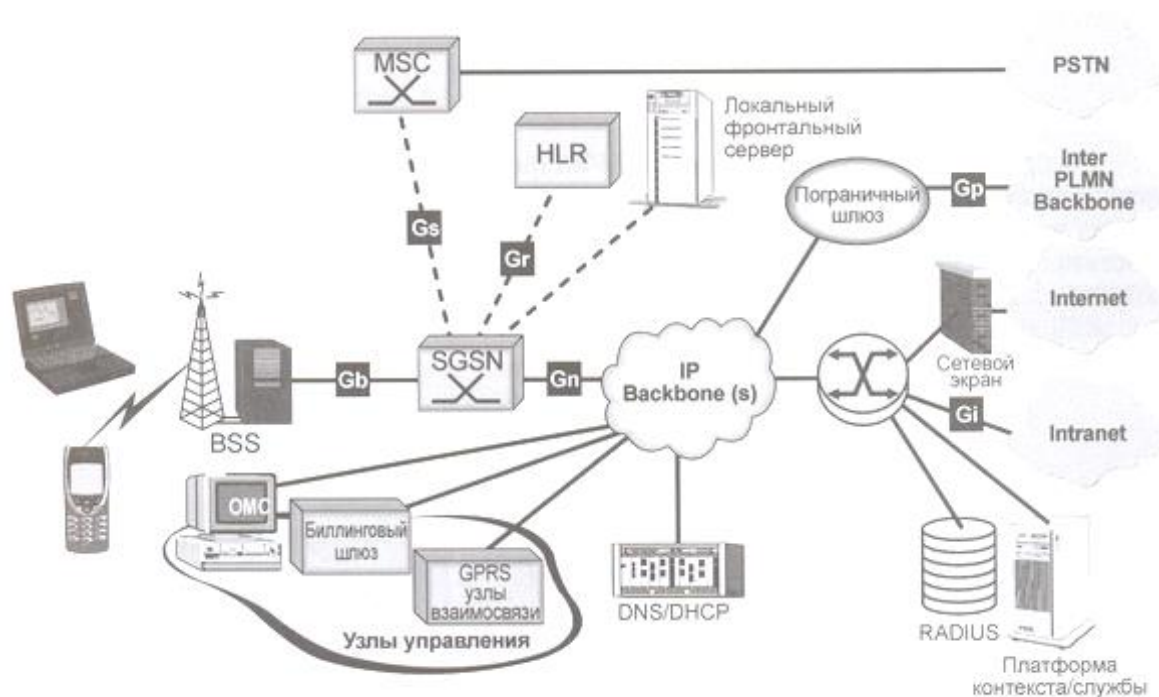 MSC
PSTN
Локальный
фронтальный
сервер
HLR
Inter
PLMN
Backbone
Пограничный
шлюз
Gp
Gs
Gr
Internet
SGSN
Gb
Gn
IP
Backbone (s)
Сетевой
экран
Gi
Intranet
BSS
OMC
Биллинговый
шлюз
GPRS
узлы
взаимосвязи
Узлы управления
DNS/DHCP
RADIUS
Платформа
контекста/службы